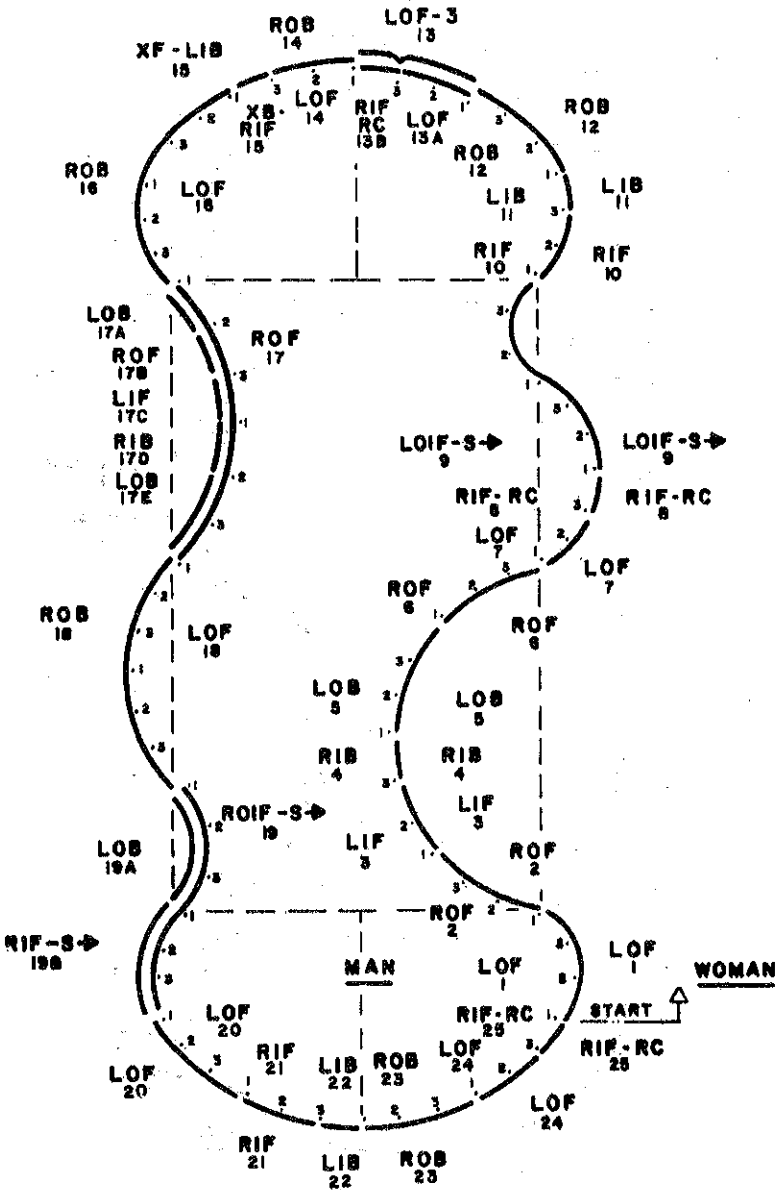 LOF-3
13
ROB
14
XF-LIB
15
LOF
14
XB-
RIF
15
RIF
RC
13B
LOF
13A
ROB
12
ROB
12
ROB
16
LOF
16
LIB
11
LIB
11
RIF
10
RIF
10
LOB
17A
ROF
17B
LIF
17C
RIB
17D
LOB
17E
ROF
17
LOIF-S
9
LOIF-S
9
RIF-RC
8
RIF-RC
8
LOF
7
LOF
7
ROF
6
ROF
6
ROB
18
LOF
18
LOB
5
LOB
5
RIB
4
RIB
4
LIF
3
LIF
3
ROIF-S
19
LOB
19A
ROF
2
ROF
2
RIF-S
19B
MAN
LOF
1
LOF
1
WOMAN
START
RIF-RC
25
RIF-RC
25
LOF
20
LOF
20
RIF
21
RIF
21
LIB
22
LIB
22
ROB
23
ROB
23
LOF
24
LOF
24